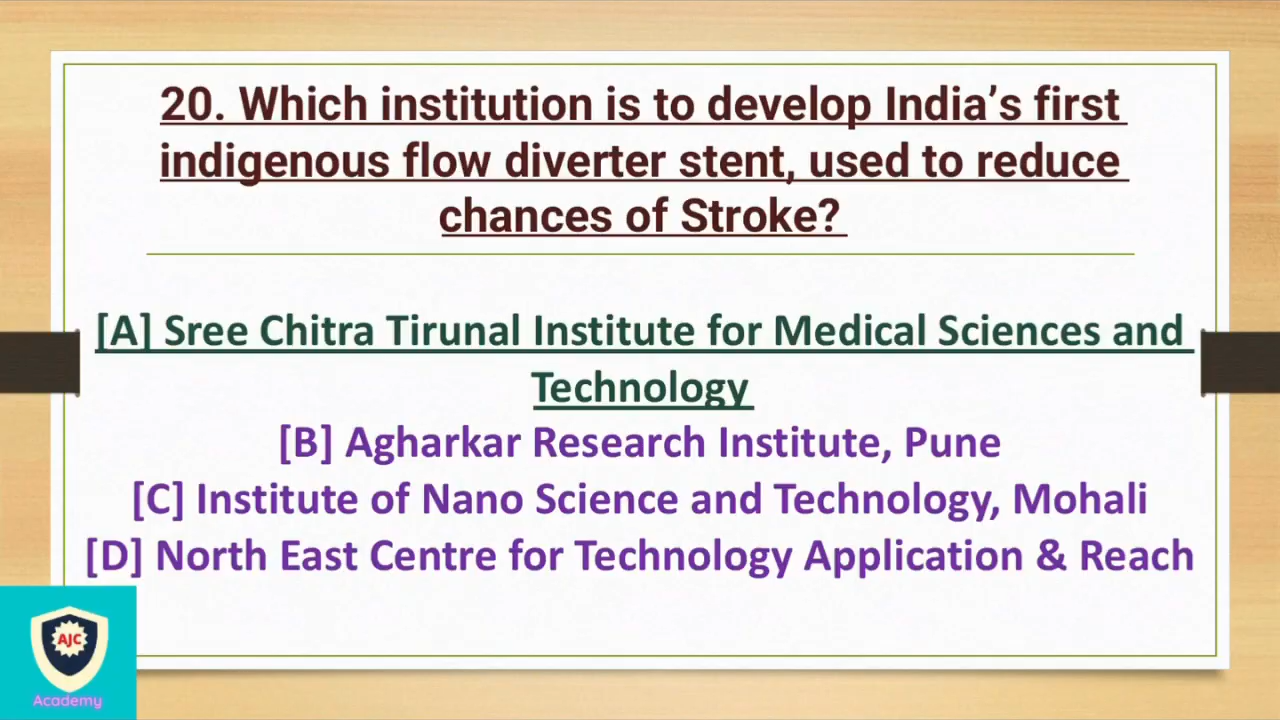 20. Which institution is to develop India’s first
indigenous flow diverter stent, used to reduce
chances of Stroke?
[A] Sree Chitra Tirunal Institute for Medical Sciences and
Technology
[B] Agharkar Research Institute, Pune
[C] Institute of Nano Science and Technology, Mohali
[D] North East Centre for Technology Application & Reach
AJC
Academy